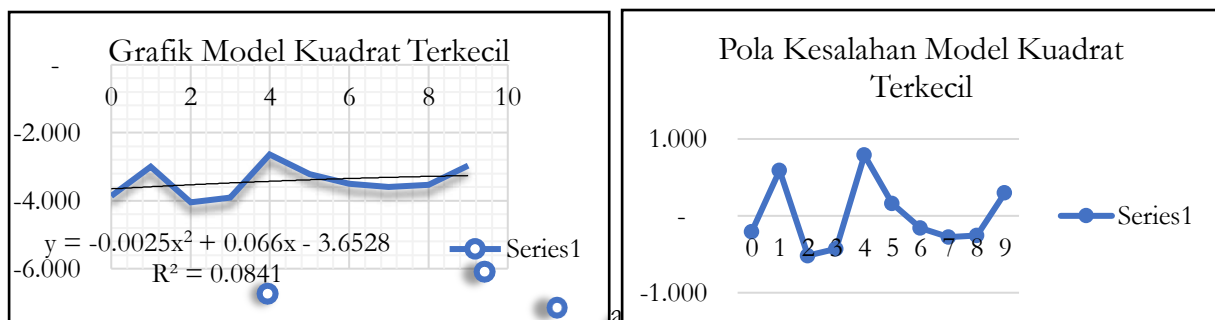 Grafik Model Kuadrat Terkecil
-
0 2 4 6 8 10
-2.000
-4.000
y = -0.0025x² + 0.066x - 3.6528
R² = 0.0841
Series1
-6.000
a
Pola Kesalahan Model Kuadrat
Terkecil
1.000
-
0 1 2 3 4 5 6 7 8 9
Series1
-1.000